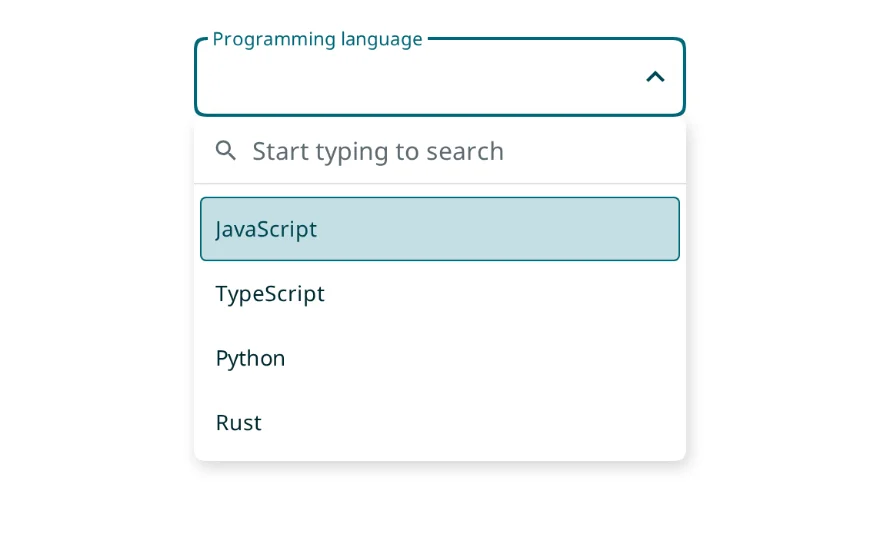 Programming language
Start typing to search
JavaScript
TypeScript
Python
Rust